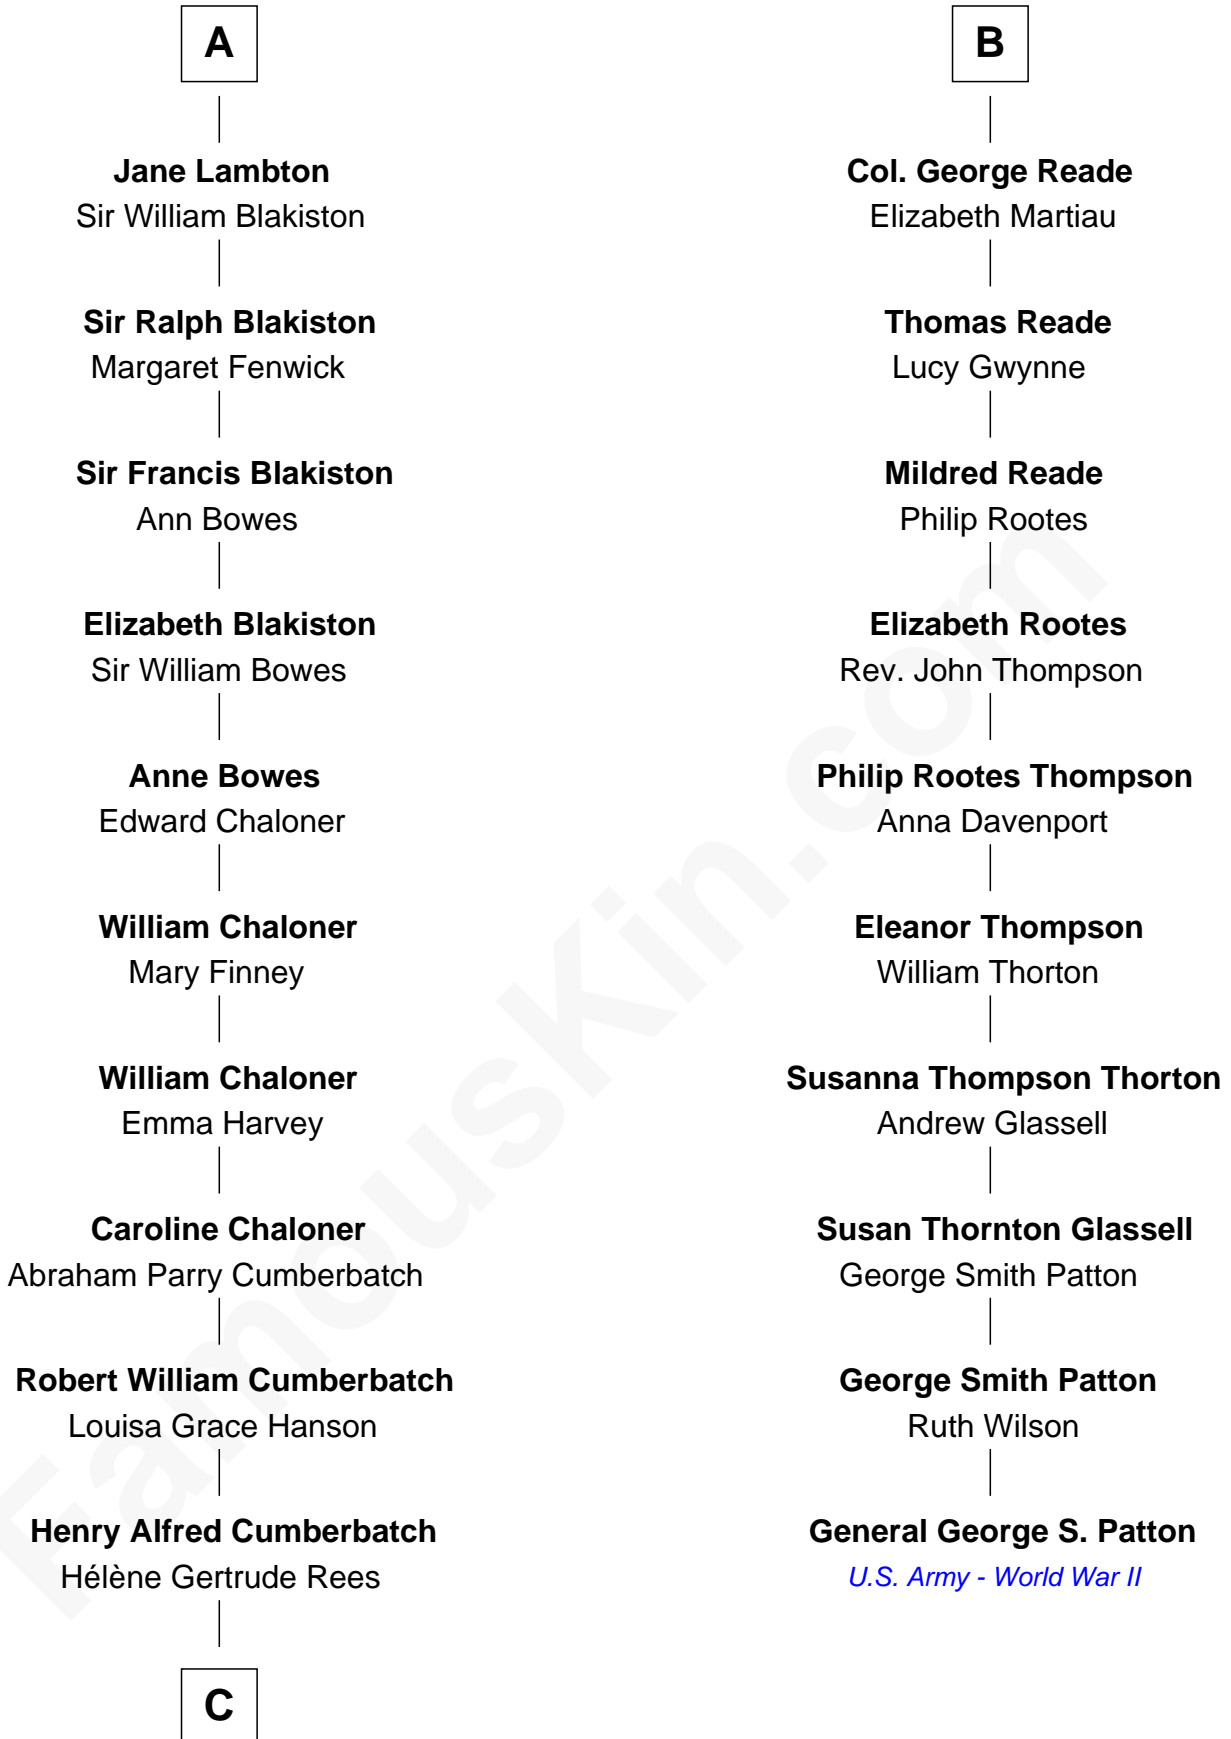 A
Jane Lambton
Sir William Blakiston
Sir Ralph Blakiston
Margaret Fenwick
Sir Francis Blakiston
Ann Bowes
Elizabeth Blakiston
Sir William Bowes
Anne Bowes
Edward Chaloner
William Chaloner
Mary Finney
William Chaloner
Emma Harvey
Caroline Chaloner
Abraham Parry Cumberbatch
Robert William Cumberbatch
Louisa Grace Hanson
Henry Alfred Cumberbatch
Hélène Gertrude Rees
C
B
Col. George Reade
Elizabeth Martiau
Thomas Reade
Lucy Gwynne
Mildred Reade
Philip Rootes
Elizabeth Rootes
Rev. John Thompson
Philip Rootes Thompson
Anna Davenport
Eleanor Thompson
William Thorton
Susanna Thompson Thorton
Andrew Glassell
Susan Thornton Glassell
George Smith Patton
George Smith Patton
Ruth Wilson
General George S. Patton
U.S. Army - World War II
FamousKin.com